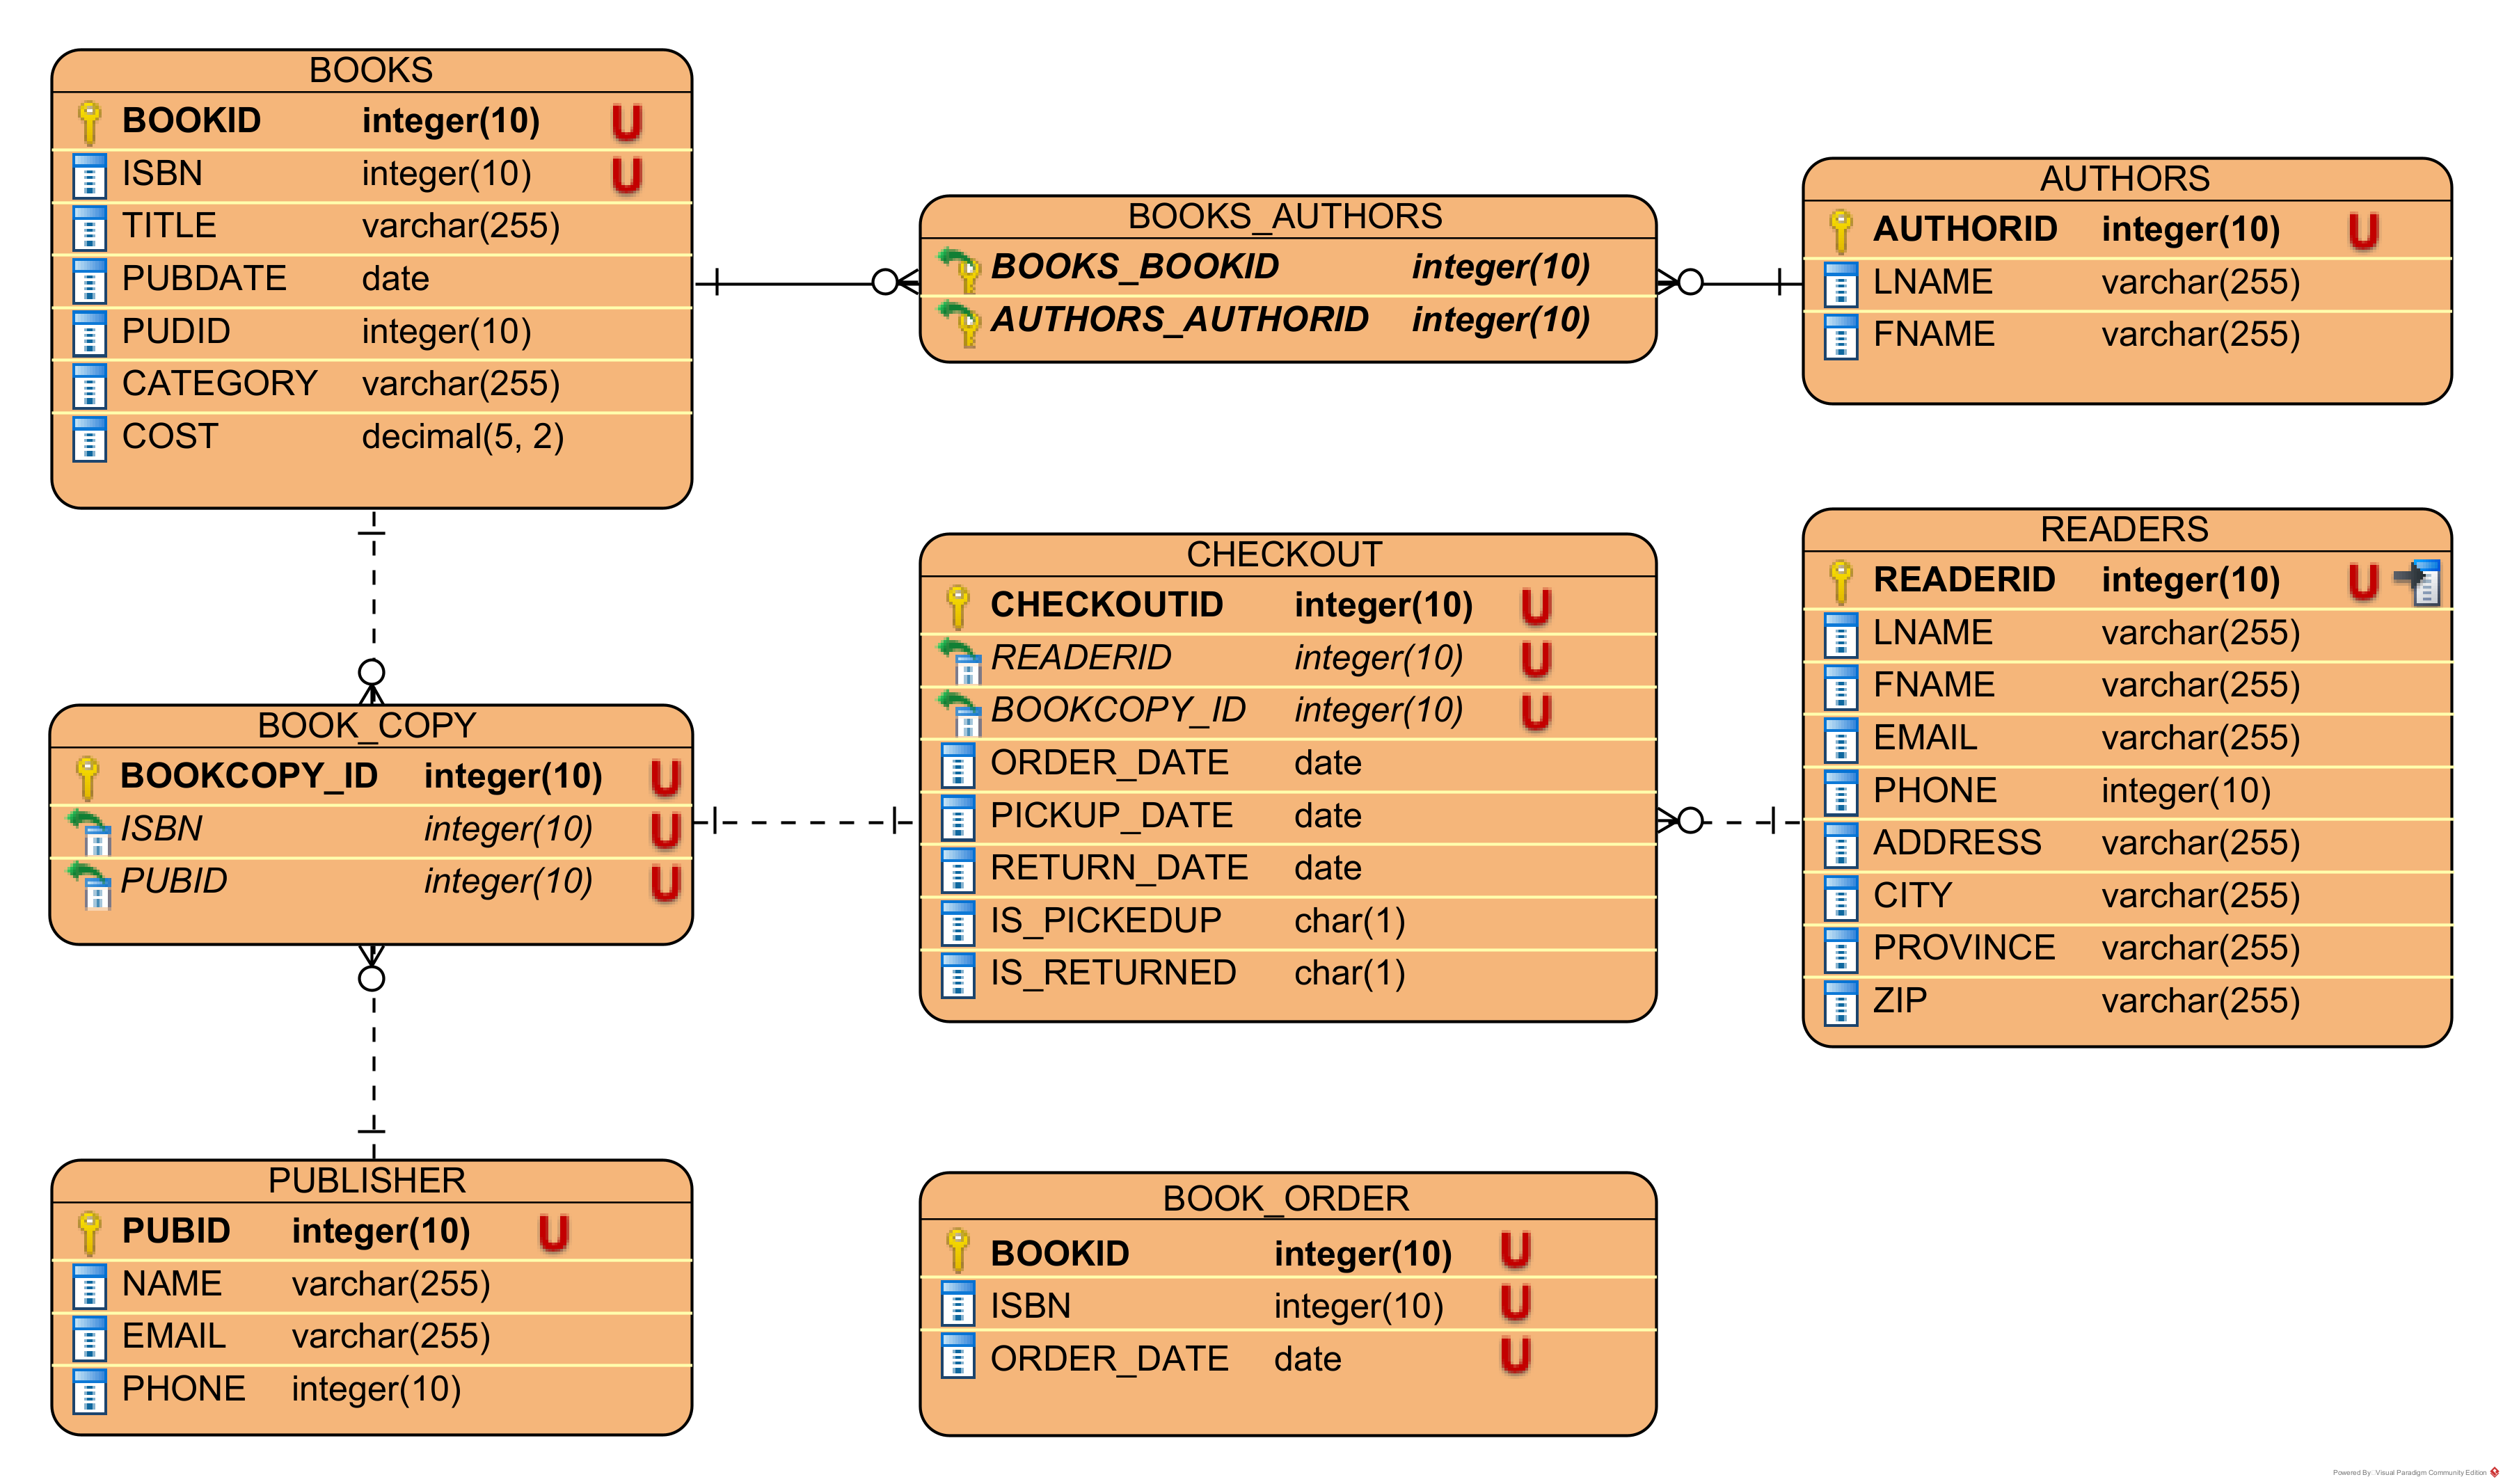 BOOKS
BOOKID integer(10) U
ISBN integer(10) U
TITLE varchar(255)
PUBDATE date
PUDID integer(10)
CATEGORY varchar(255)
COST decimal(5, 2)
BOOKS_AUTHORS
BOOKS_BOOKID integer(10)
AUTHORS_AUTHORID integer(10)
AUTHORS
AUTHORID integer(10) U
LNAME varchar(255)
FNAME varchar(255)
CHECKOUT
CHECKOUTID integer(10) U
READERID integer(10) U
BOOKCOPY_ID integer(10) U
ORDER_DATE date
PICKUP_DATE date
RETURN_DATE date
IS_PICKEDUP char(1)
IS_RETURNED char(1)
READERS
READERID integer(10) U
LNAME varchar(255)
FNAME varchar(255)
EMAIL varchar(255)
PHONE integer(10)
ADDRESS varchar(255)
CITY varchar(255)
PROVINCE varchar(255)
ZIP varchar(255)
BOOK_COPY
BOOKCOPY_ID integer(10) U
ISBN integer(10) U
PUBID integer(10) U
PUBLISHER
PUBID integer(10) U
NAME varchar(255)
EMAIL varchar(255)
PHONE integer(10)
BOOK_ORDER
BOOKID integer(10) U
ISBN integer(10) U
ORDER_DATE date U
Powered By Visual Paradigm Community Edition